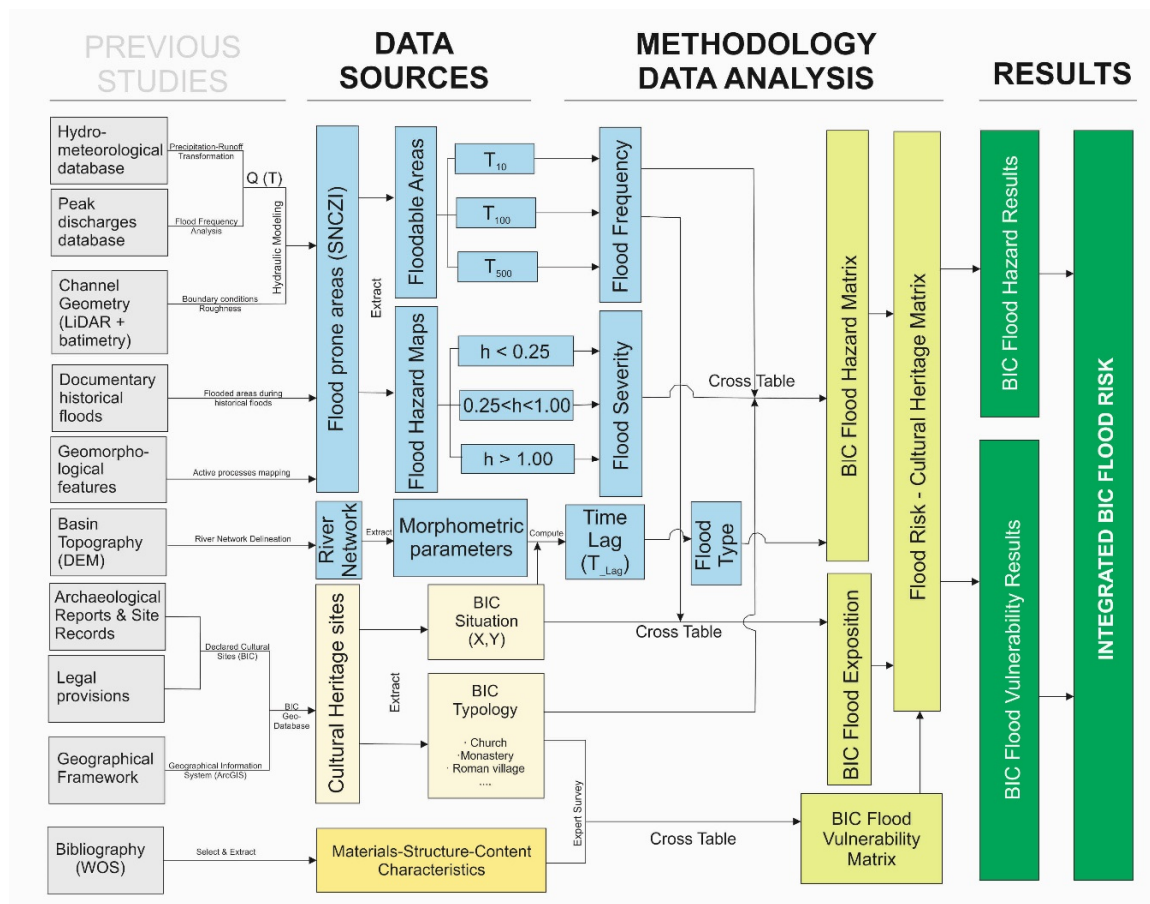 PREVIOUS
STUDIES
DATA
SOURCES
METHODOLOGY
DATA ANALYSIS
RESULTS
Hydro-
meteorological
database
Precipitation-Runoff
Transformation
Q (T)
Peak
discharges
database
Flood Frequency
Analysis
Hydraulic Modeling
Channel
Geometry
(LiDAR +
batimetry)
Boundary conditions
Roughness
Documentary
historical
floods
Flooded areas during
historical floods
Geomorpho-
logical
features
Active processes mapping
Basin
Topography
(DEM)
River Network Delineation
Archaeological
Reports & Site
Records
Declared Cultural
Sites (BIC)
Legal
provisions
BIC
Geo-
Database
Geographical
Framework
Geographical Information
System (ArcGIS)
Bibliography
(WOS)
Select & Extract
Flood prone areas (SNCZI)
Extract
Floodable Areas
T10
T100
T500
Flood Frequency
Flood Hazard Maps
h < 0.25
0.25<h<1.00
h > 1.00
Flood Severity
Cross Table
River
Network
Extract
Morphometric
parameters
Compute
Time
Lag
(T_Lag)
Flood
Type
Cultural Heritage sites
Extract
BIC
Situation
(X,Y)
Cross Table
BIC
Typology
· Church
·Monastery
· Roman village
....
Expert Survey
Materials-Structure-Content
Characteristics
Cross Table
BIC Flood Hazard Matrix
BIC Flood Exposition
BIC Flood
Vulnerability
Matrix
Flood Risk - Cultural Heritage Matrix
BIC Flood Hazard Results
BIC Flood Vulnerability Results
INTEGRATED BIC FLOOD RISK